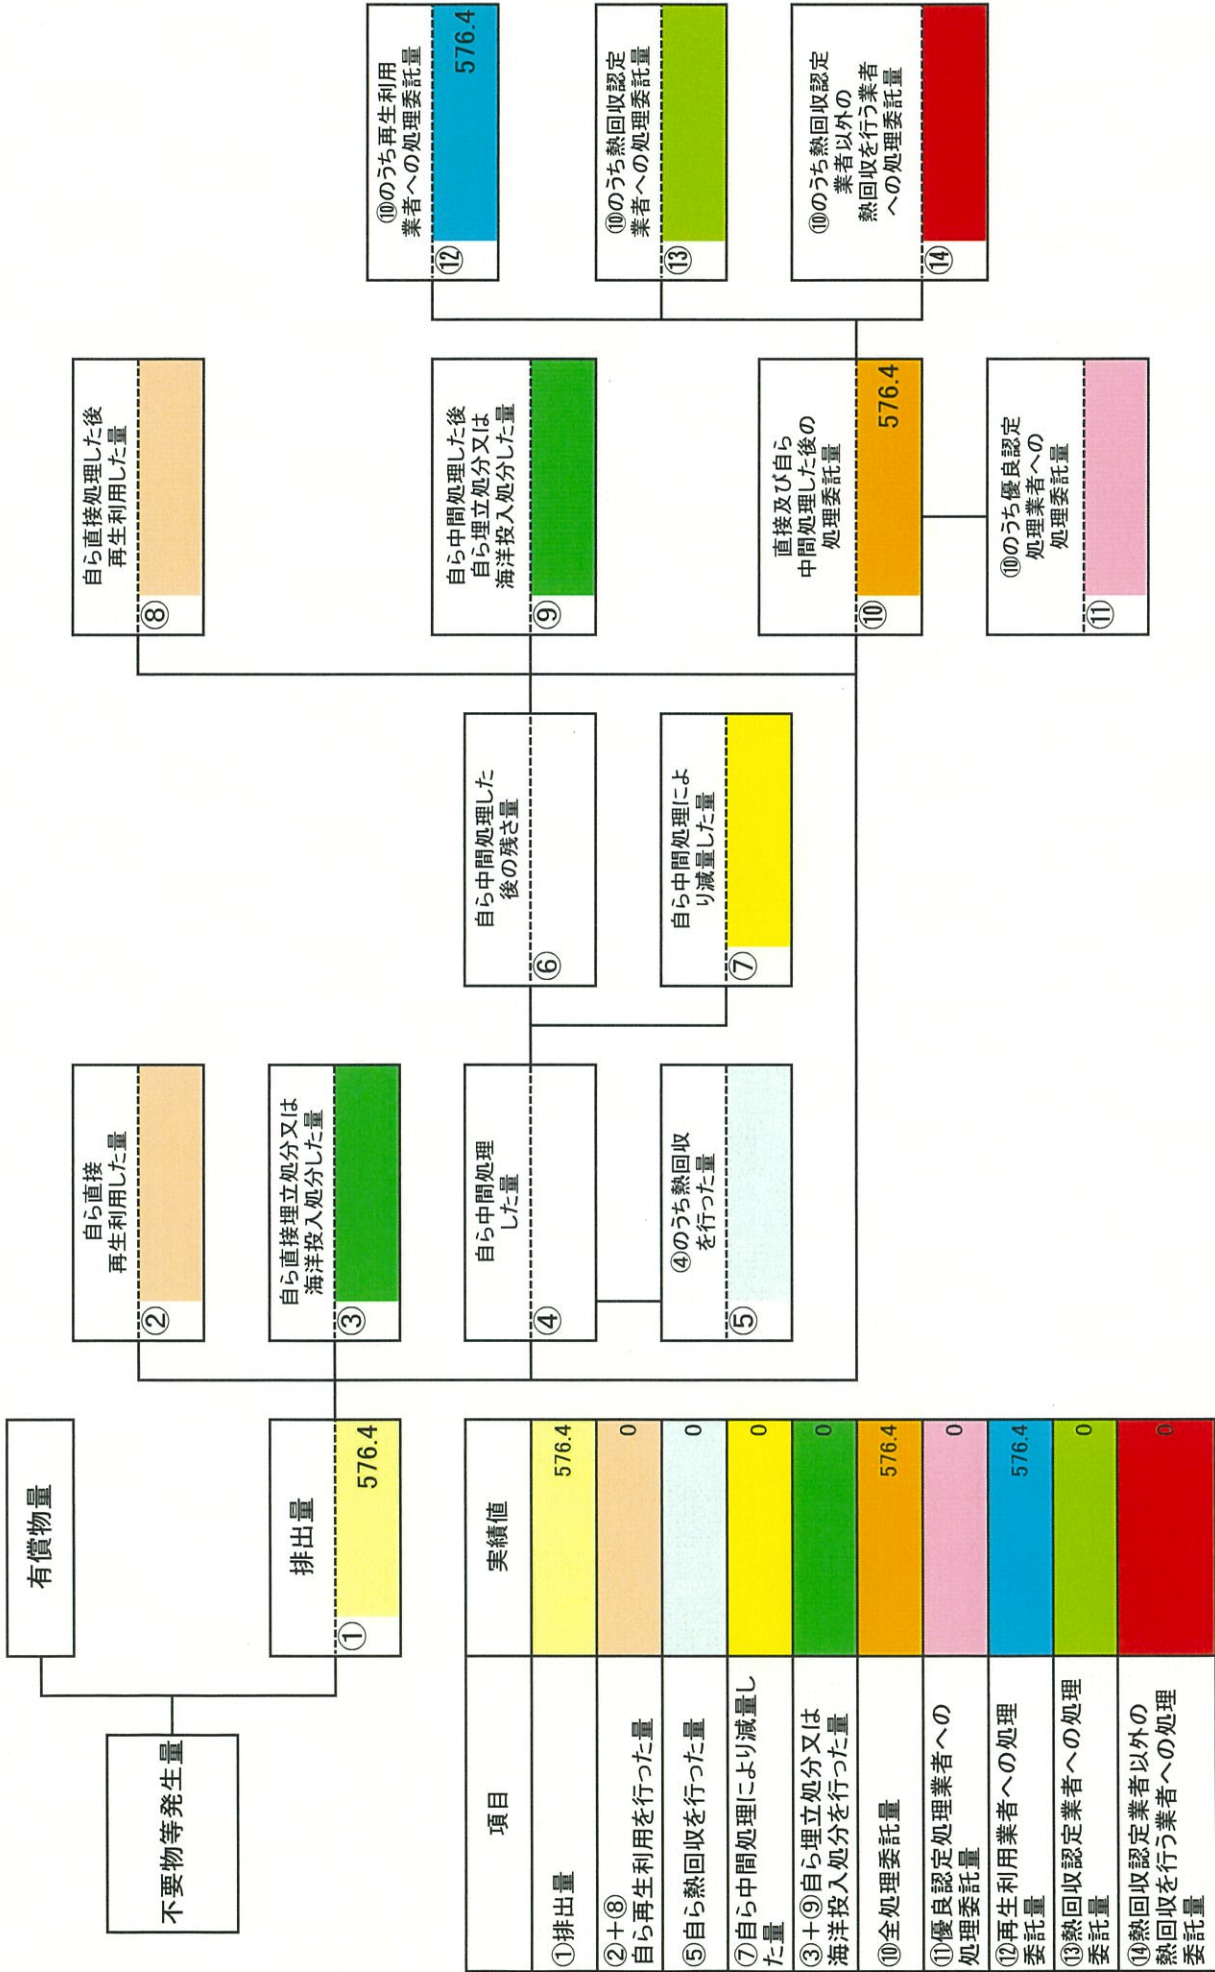 不要物等発生量
有償物量
排出量
①
576.4
自ら直接
再生利用した量
②
自ら直接埋立処分又は
海洋投入処分した量
③
自ら中間処理
した量
④
④のうち熱回収
を行った量
⑤
自ら中間処理した
後の残さ量
⑥
自ら中間処理によ
り減量した量
⑦
自ら直接処理した後
再生利用した量
⑧
自ら中間処理した後
自ら埋立処分又は
海洋投入処分した量
⑨
直接及び自ら
中間処理した後の
処理委託量
⑩
576.4
⑩のうち優良認定
処理業者への
処理委託量
⑪
⑩のうち再生利用
業者への処理委託量
⑫
576.4
⑩のうち熱回収認定
業者への処理委託量
⑬
⑩のうち熱回収認定
業者以外の
熱回収を行う業者
への処理委託量
⑭
項目 実績値
①排出量 576.4
②+⑧
自ら再生利用を行った量 0
⑤自ら熱回収を行った量 0
⑦自ら中間処理により減量し
た量 0
③+⑨自ら埋立処分又は
海洋投入処分を行った量 0
⑩全処理委託量 576.4
⑪優良認定処理業者への
処理委託量 0
⑫再生利用業者への処理
委託量 576.4
⑬熱回収認定業者への処理
委託量 0
⑭熱回収認定業者以外の
熱回収を行う業者への処理
委託量 0